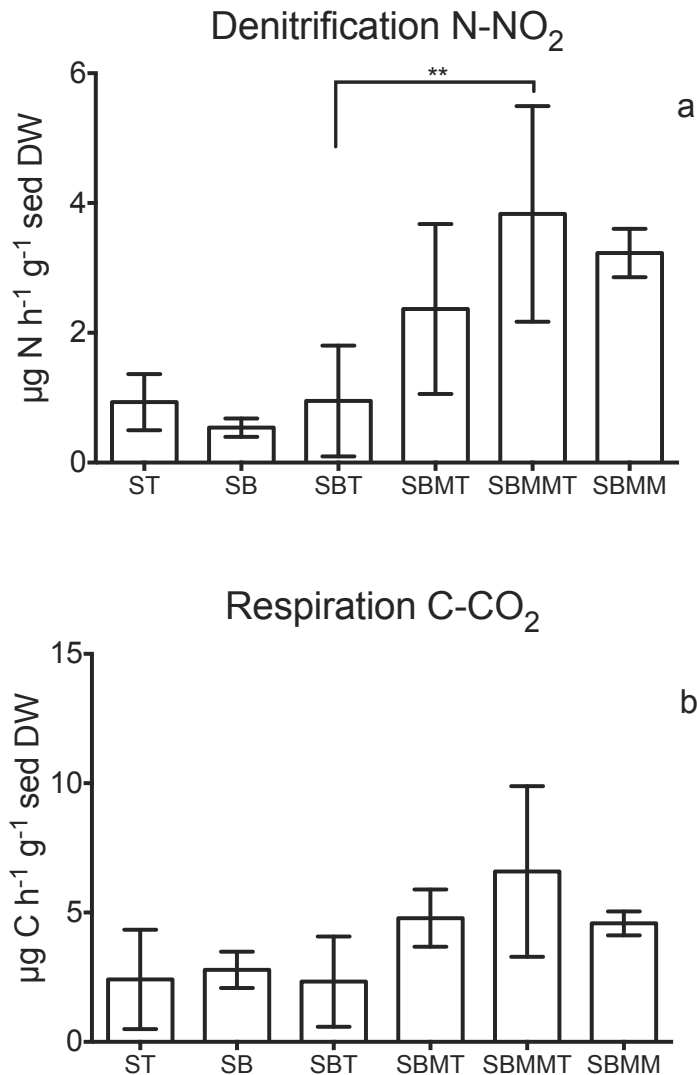 Denitrification N-NO₂
a
**
µg N h⁻¹ g⁻¹ sed DW
6
4
2
0
ST SB SBT SBMT SBMMT SBMM
Respiration C-CO₂
b
µg C h⁻¹ g⁻¹ sed DW
15
10
5
0
ST SB SBT SBMT SBMMT SBMM